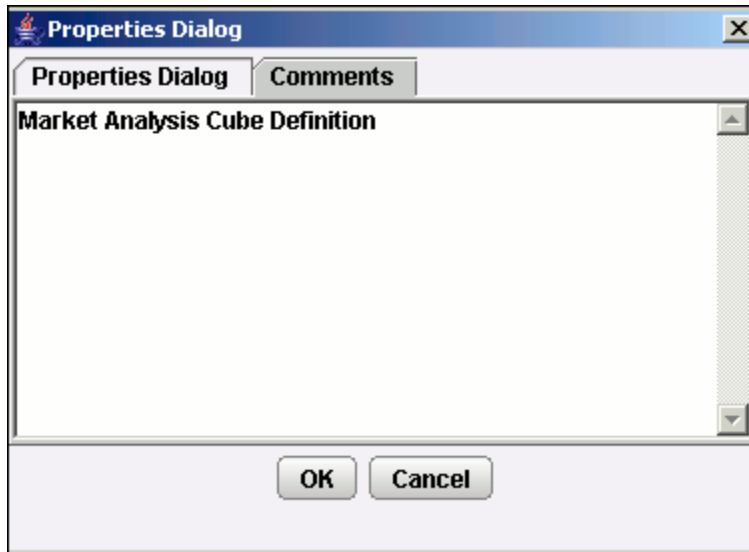 Properties Dialog
Properties Dialog Comments
Market Analysis Cube Definition
OK Cancel